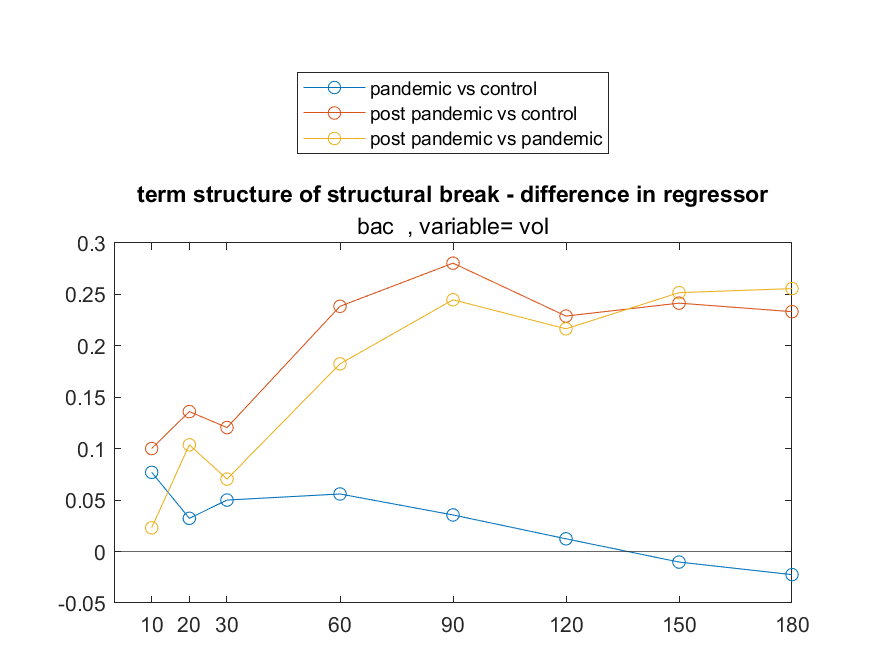 pandemic vs control
post pandemic vs control
post pandemic vs pandemic
term structure of structural break - difference in regressor
bac  , variable= vol
0.3
0.25
0.2
0.15
0.1
0.05
0
-0.05
10 20 30 60 90 120 150 180